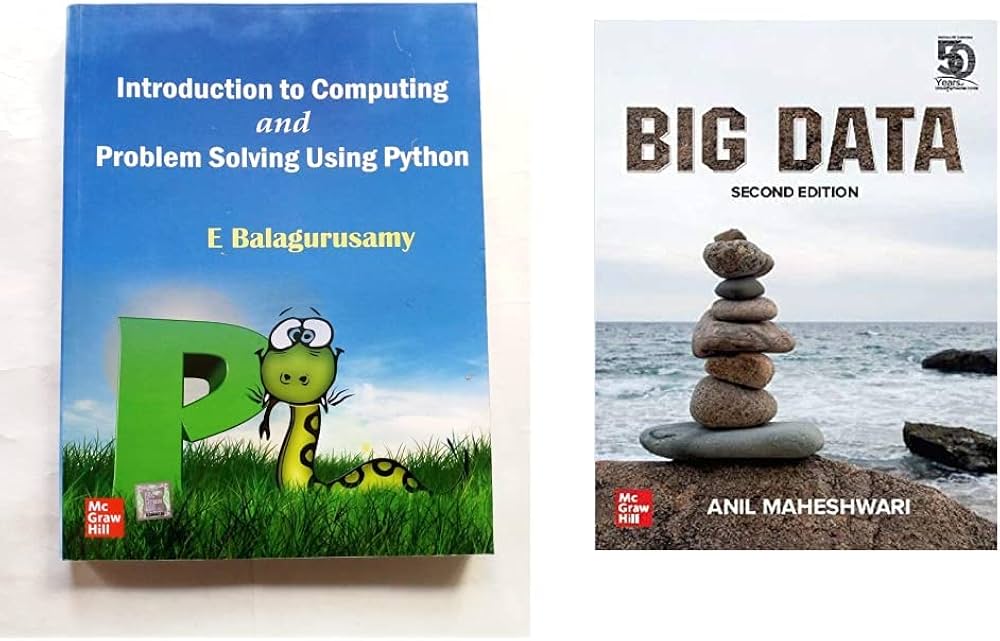 Introduction to Computing
and
Problem Solving Using Python
E Balagurusamy
P
Mc
Graw
Hill
50
Years
BIG DATA
SECOND EDITION
Mc
Graw
Hill
ANIL MAHESHWARI